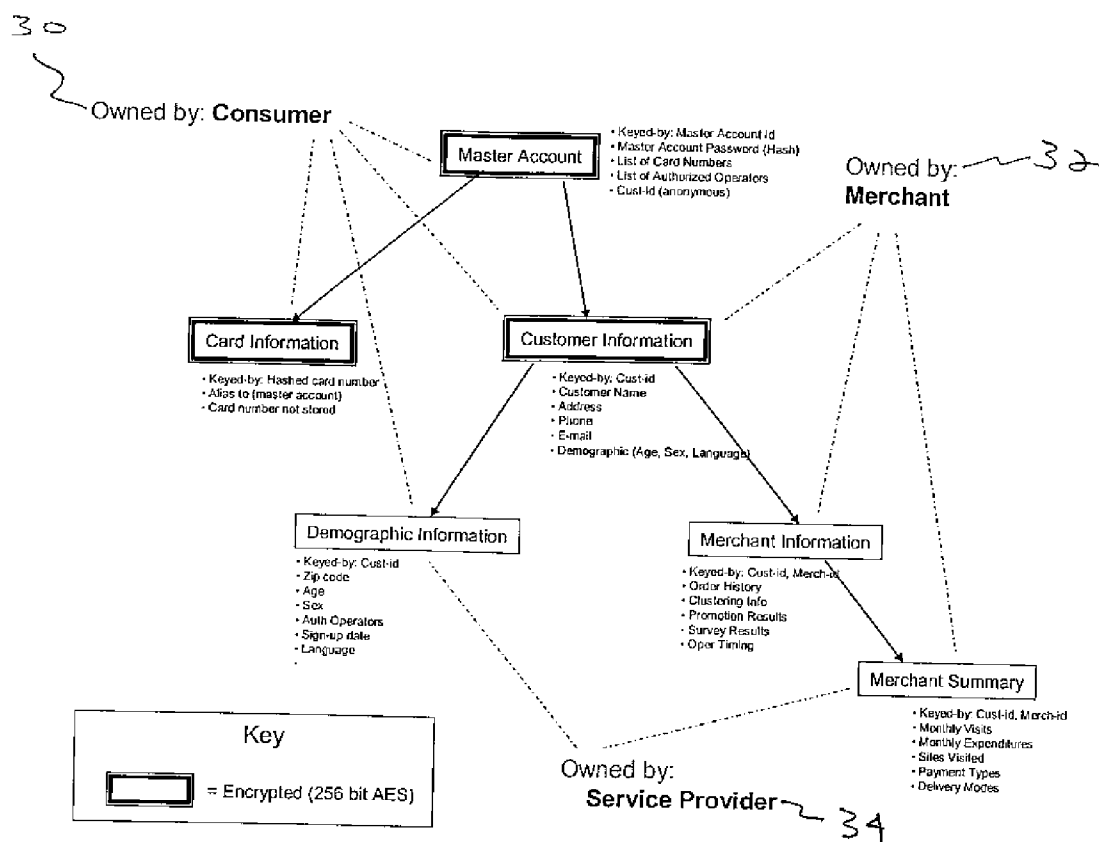 30
Owned by: Consumer
Master Account
• Keyed-by: Master Account Id
• Master Account Password (Hash)
• List of Card Numbers
• List of Authorized Operators
• Cust-Id (anonymous)
Owned by:
Merchant
32
Card Information
• Keyed-by: Hashed card number
• Alias to (master account)
• Card number not stored
Customer Information
• Keyed-by: Cust-id
• Customer Name
• Address
• Phone
• E-mail
• Demographic (Age, Sex, Language)
Demographic Information
• Keyed-by: Cust-id
• Zip code
• Age
• Sex
• Auth Operators
• Sign-up date
• Language
Merchant Information
• Keyed-by: Cust-id, Merch-id
• Order History
• Clustering Info
• Promotion Results
• Survey Results
• Oper Timing
Merchant Summary
• Keyed-by: Cust-id, Merch-id
• Monthly Visits
• Monthly Expenditures
• Sites Visited
• Payment Types
• Delivery Modes
Key
= Encrypted (256 bit AES)
Owned by:
Service Provider
34